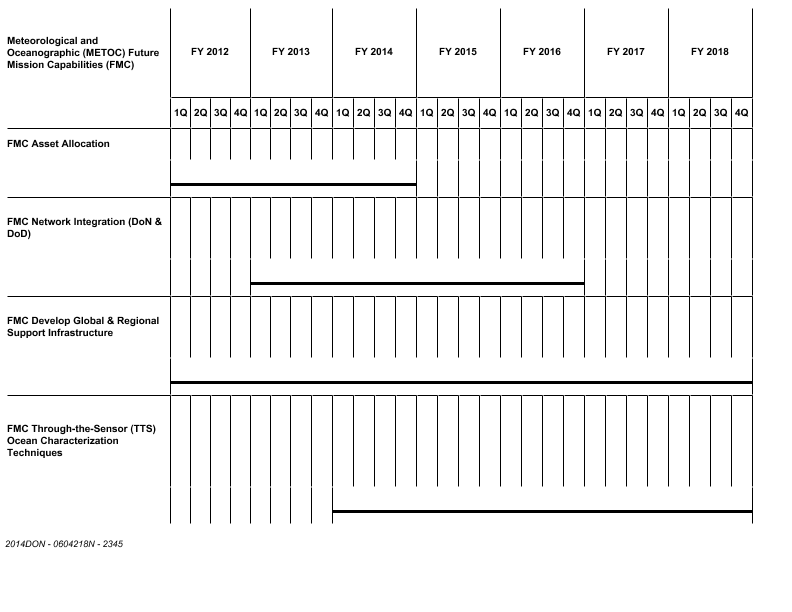 Meteorological and
Oceanographic (METOC) Future
Mission Capabilities (FMC)
FY 2012 FY 2013 FY 2014 FY 2015 FY 2016 FY 2017 FY 2018
1Q 2Q 3Q 4Q 1Q 2Q 3Q 4Q 1Q 2Q 3Q 4Q 1Q 2Q 3Q 4Q 1Q 2Q 3Q 4Q 1Q 2Q 3Q 4Q 1Q 2Q 3Q 4Q
FMC Asset Allocation
FMC Network Integration (DoN &
DoD)
FMC Develop Global & Regional
Support Infrastructure
FMC Through-the-Sensor (TTS)
Ocean Characterization
Techniques
2014DON - 0604218N - 2345